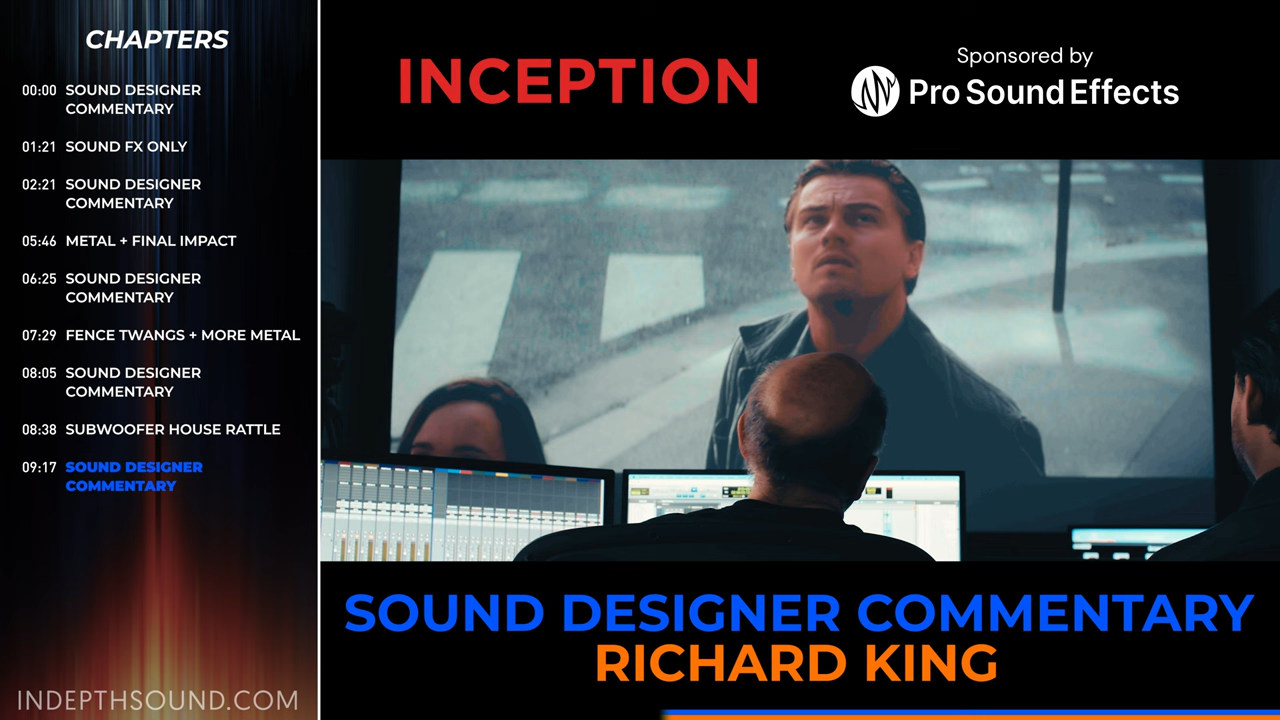 CHAPTERS
00:00 SOUND DESIGNER
COMMENTARY
01:21 SOUND FX ONLY
02:21 SOUND DESIGNER
COMMENTARY
05:46 METAL + FINAL IMPACT
06:25 SOUND DESIGNER
COMMENTARY
07:29 FENCE TWANGS + MORE METAL
08:05 SOUND DESIGNER
COMMENTARY
08:38 SUBWOOFER HOUSE RATTLE
09:17 SOUND DESIGNER
COMMENTARY
INDEPTHSOUND.COM
INCEPTION
Sponsored by
Pro Sound Effects
SOUND DESIGNER COMMENTARY
RICHARD KING